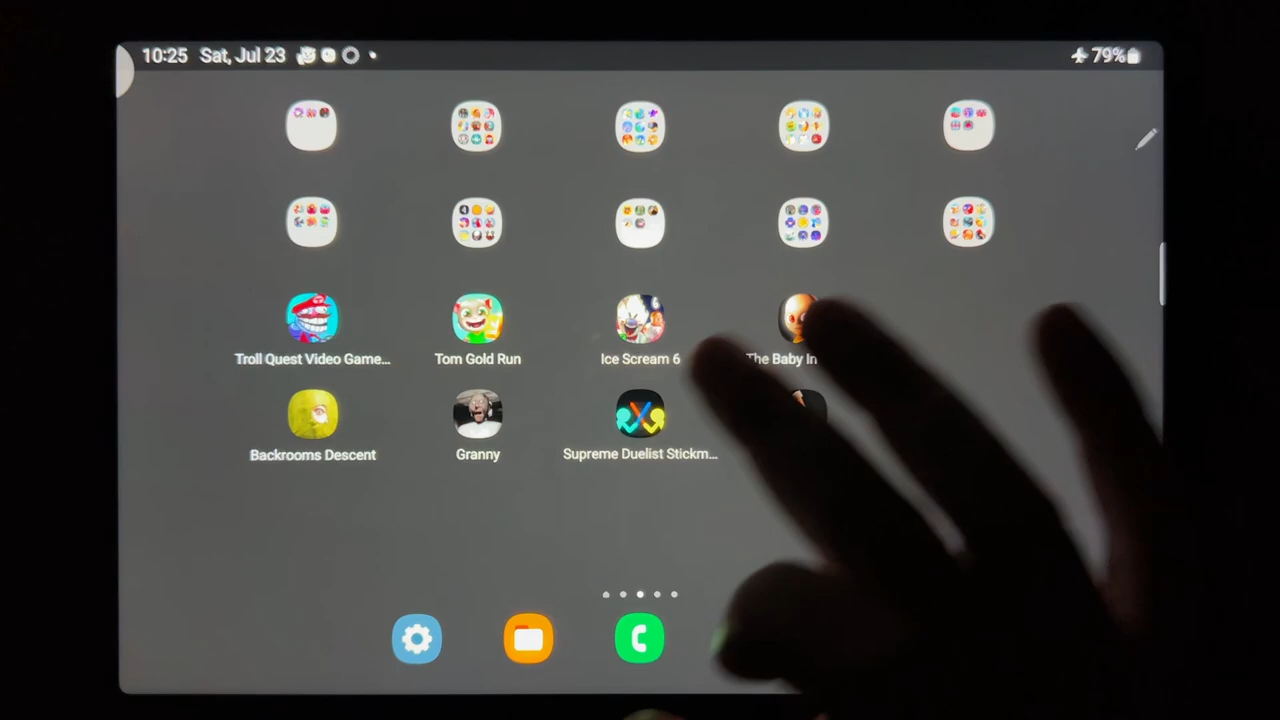 10:25 Sat, Jul 23 79%
Troll Quest Video Game... Tom Gold Run Ice Scream 6 The Baby In
Backrooms Descent Granny Supreme Duelist Stickm...